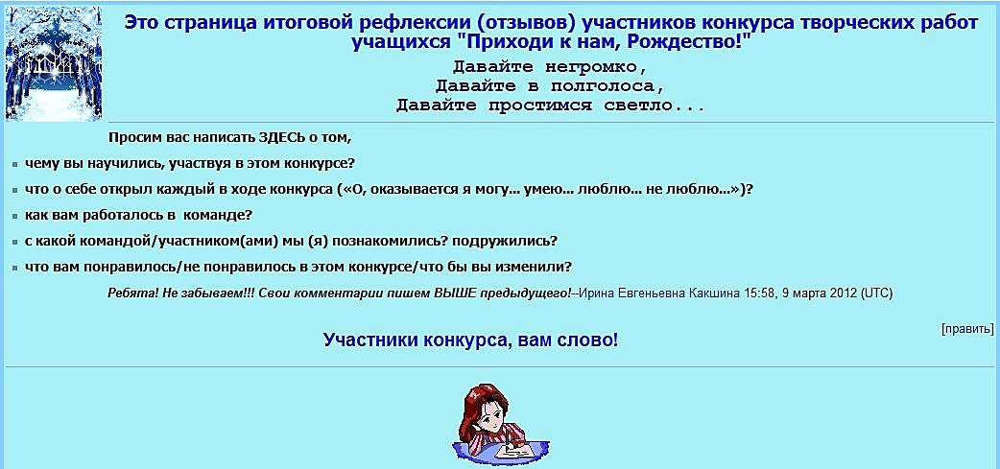 Это страница итоговой рефлексии (отзывов) участников конкурса творческих работ
учащихся "Приходи к нам, Рождество!"
Давайте негромко,
Давайте в полголоса,
Давайте простимся светло...
Просим вас написать ЗДЕСЬ о том,
чему вы научились, участвуя в этом конкурсе?
что о себе открыл каждый в ходе конкурса («О, оказывается я могу... умею... люблю... не люблю...»)?
как вам работалось в команде?
с какой командой/участником(ами) мы (я) познакомились? подружились?
что вам понравилось/не понравилось в этом конкурсе/что бы вы изменили?
Ребята! Не забываем!!! Свои комментарии пишем ВЫШЕ предыдущего!--Ирина Евгеньевна Какшина 15:58, 9 марта 2012 (UTC)
[править]
Участники конкурса, вам слово!